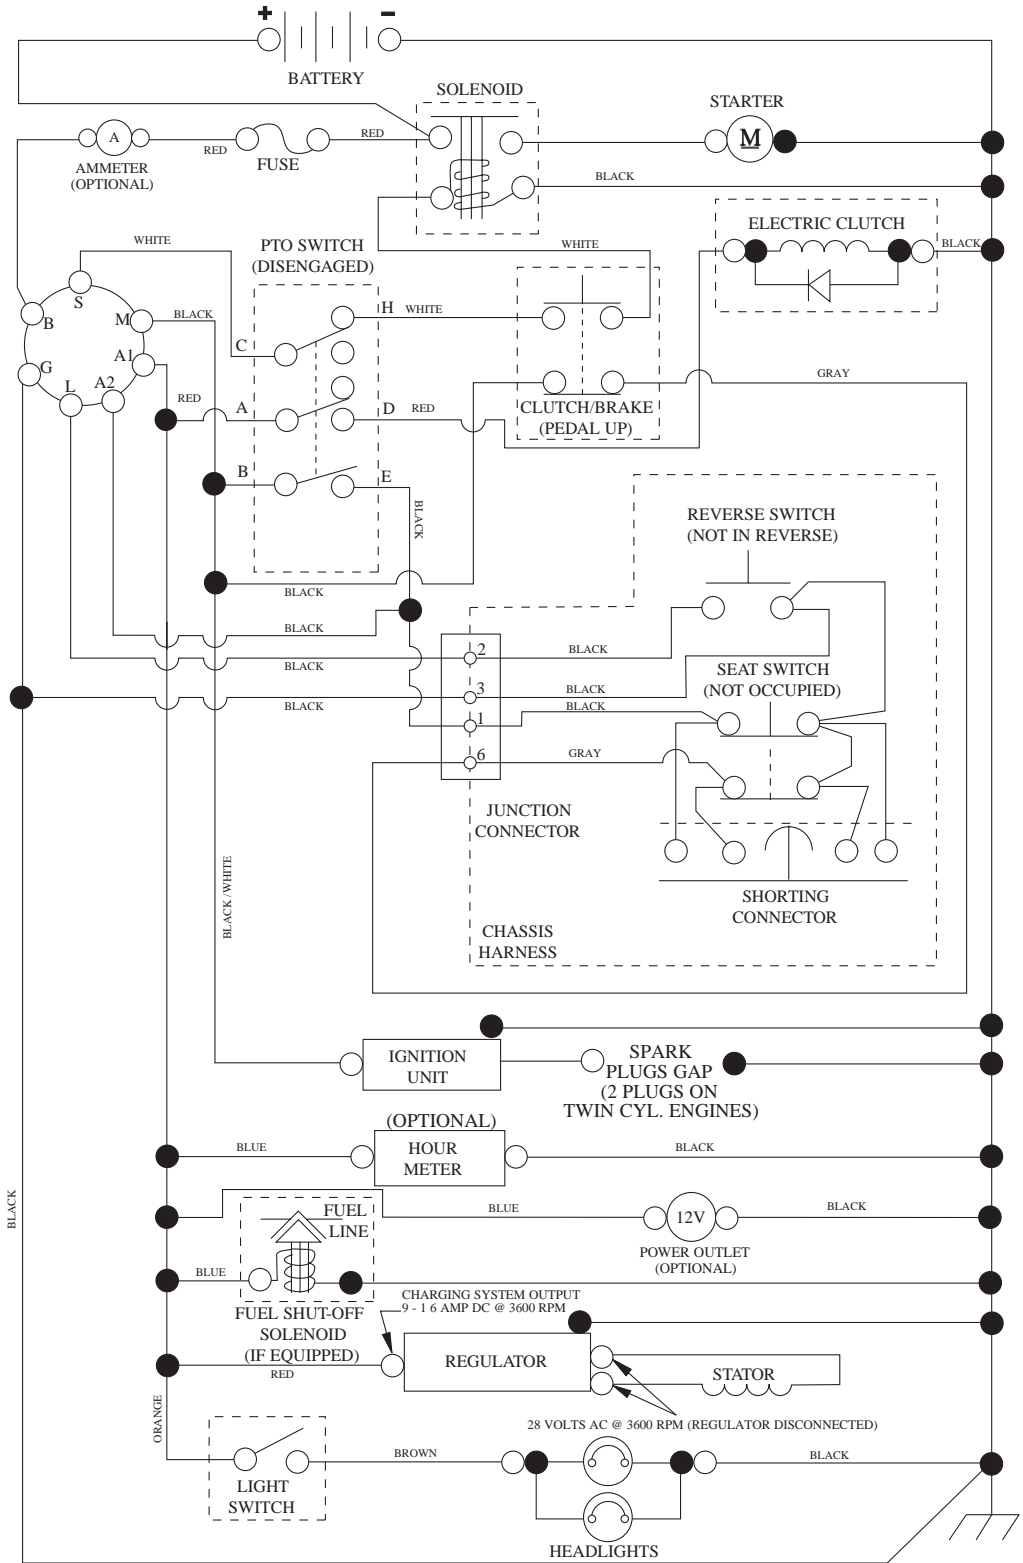 +
–
BATTERY
SOLENOID
STARTER
A
RED
RED
M
AMMETER
(OPTIONAL)
FUSE
BLACK
ELECTRIC CLUTCH
WHITE
PTO SWITCH
(DISENGAGED)
WHITE
BLACK
S
B
M
BLACK
H
WHITE
C
G
A1
L
A2
RED
A
D
RED
GRAY
CLUTCH/BRAKE
(PEDAL UP)
B
E
BLACK
REVERSE SWITCH
(NOT IN REVERSE)
BLACK
BLACK
2
BLACK
BLACK
SEAT SWITCH
(NOT OCCUPIED)
3
BLACK
BLACK
BLACK
1
6
GRAY
JUNCTION
CONNECTOR
BLACK /WHITE
SHORTING
CONNECTOR
CHASSIS
HARNESS
IGNITION
UNIT
SPARK
PLUGS GAP
(2 PLUGS ON
TWIN CYL. ENGINES)
(OPTIONAL)
BLUE
HOUR
METER
BLACK
BLACK
FUEL
LINE
BLUE
12V
BLACK
POWER OUTLET
(OPTIONAL)
BLUE
FUEL SHUT-OFF
SOLENOID
(IF EQUIPPED)
CHARGING SYSTEM OUTPUT
9 - 1 6 AMP DC @ 3600 RPM
RED
REGULATOR
STATOR
ORANGE
28 VOLTS AC @ 3600 RPM (REGULATOR DISCONNECTED)
BROWN
BLACK
LIGHT
SWITCH
HEADLIGHTS